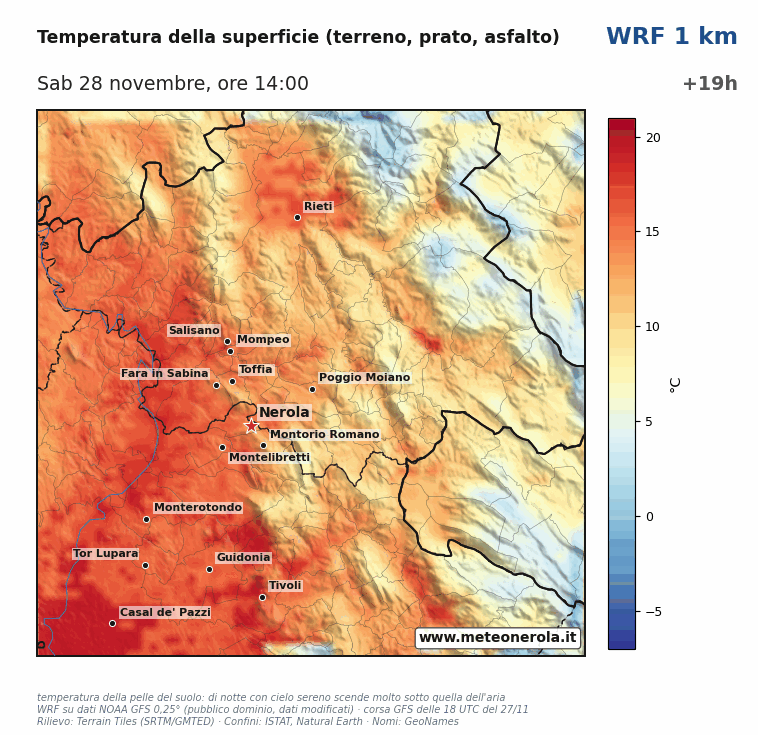 Temperatura della superficie (terreno, prato, asfalto)
WRF 1 km
Sab 28 novembre, ore 14:00
+19h
Rieti
Salisano
Mompeo
Toffia
Fara in Sabina
Poggio Moiano
Nerola
Montorio Romano
Montelibretti
Monterotondo
Tor Lupara
Guidonia
Tivoli
Casal de' Pazzi
www.meteonerola.it
20
15
10
5
0
−5
°C
temperatura della pelle del suolo: di notte con cielo sereno scende molto sotto quella dell'aria
WRF su dati NOAA GFS 0,25° (pubblico dominio, dati modificati) · corsa GFS delle 18 UTC del 27/11
Rilievo: Terrain Tiles (SRTM/GMTED) · Confini: ISTAT, Natural Earth · Nomi: GeoNames